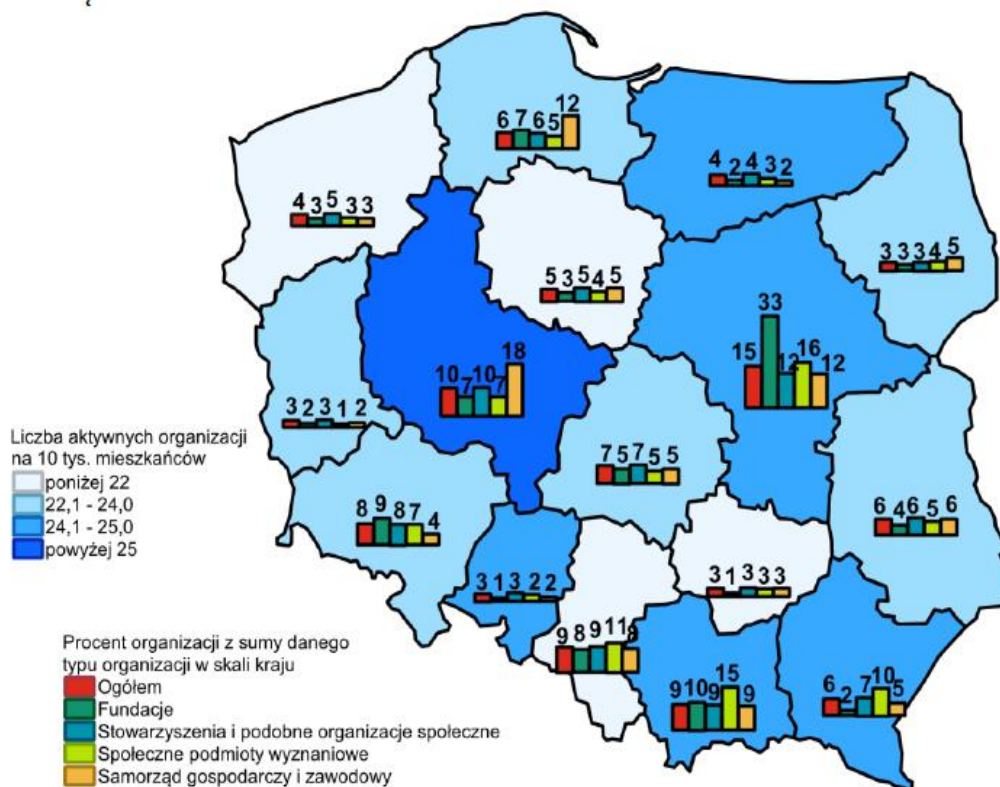 6 7 6 5 12
4 2 4 3 2
4 3 5 3 3
3 3 3 4 5
5 3 5 4 5
15 33 12 16 12
10 7 10 7 18
3 2 3 1 2
7 5 7 5 5
6 4 6 5 6
8 9 8 7 4
3 1 3 2 2
3 1 3 3 3
9 8 9 11 8
9 10 9 15 9
6 2 7 10 5
Liczba aktywnych organizacji
na 10 tys. mieszkańców
poniżej 22
22,1 - 24,0
24,1 - 25,0
powyżej 25
Procent organizacji z sumy danego
typu organizacji w skali kraju
Ogółem
Fundacje
Stowarzyszenia i podobne organizacje społeczne
Społeczne podmioty wyznaniowe
Samorząd gospodarczy i zawodowy